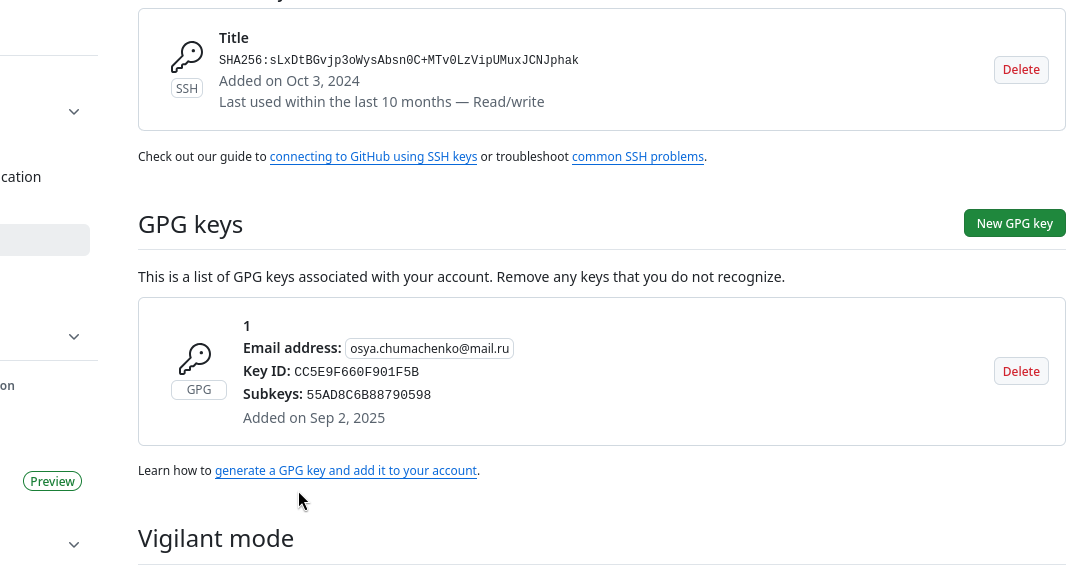 Title
SHA256:sLxDtBGvjp3oWysAbsn0C+MTv0LzVipUMuxJCNJphak
Added on Oct 3, 2024
SSH
Last used within the last 10 months — Read/write
Delete
Check out our guide to connecting to GitHub using SSH keys or troubleshoot common SSH problems.
cation
GPG keys
New GPG key
This is a list of GPG keys associated with your account. Remove any keys that you do not recognize.
1
Email address: osya.chumachenko@mail.ru
Key ID: CC5E9F660F901F5B
GPG
Subkeys: 55AD8C6B88790598
Added on Sep 2, 2025
Delete
on
Learn how to generate a GPG key and add it to your account.
Preview
Vigilant mode